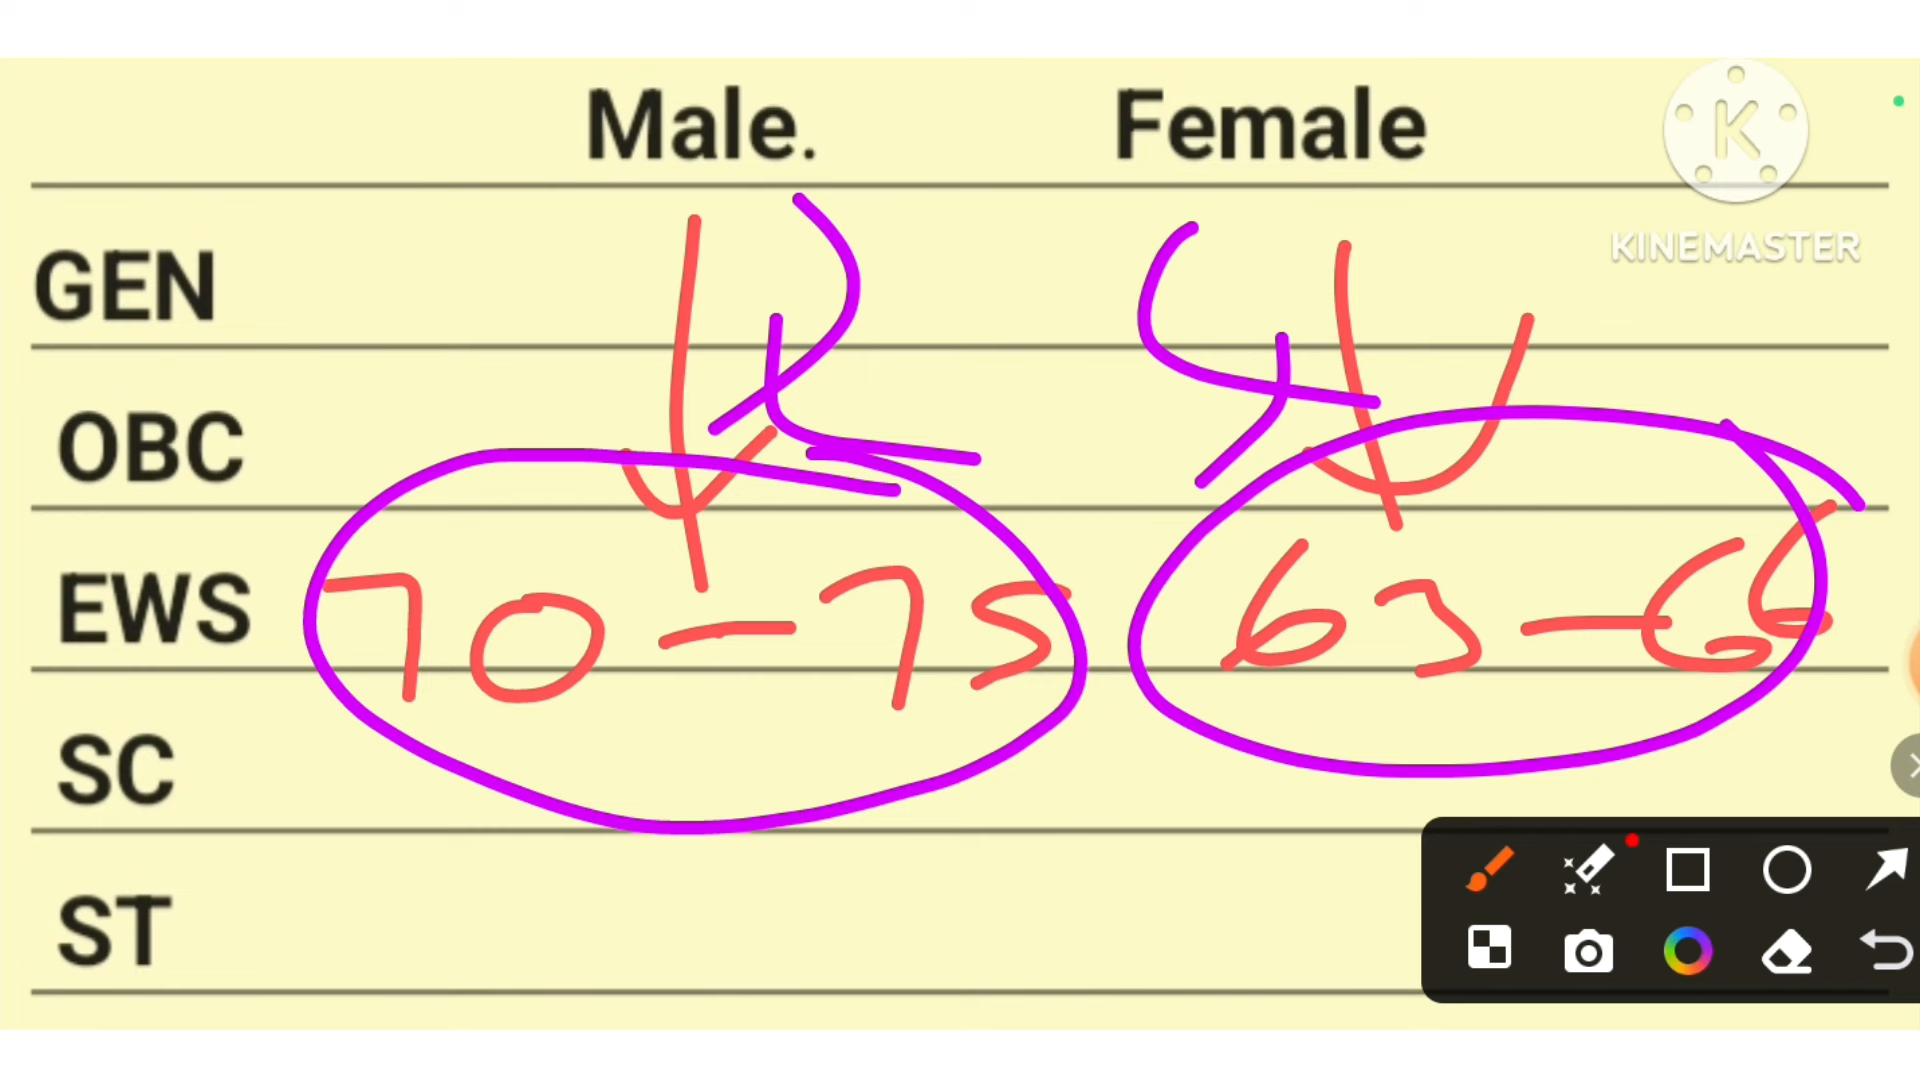 Male. Female
K
KINEMASTER
GEN
OBC
EWS 70-75 63-66
SC
ST